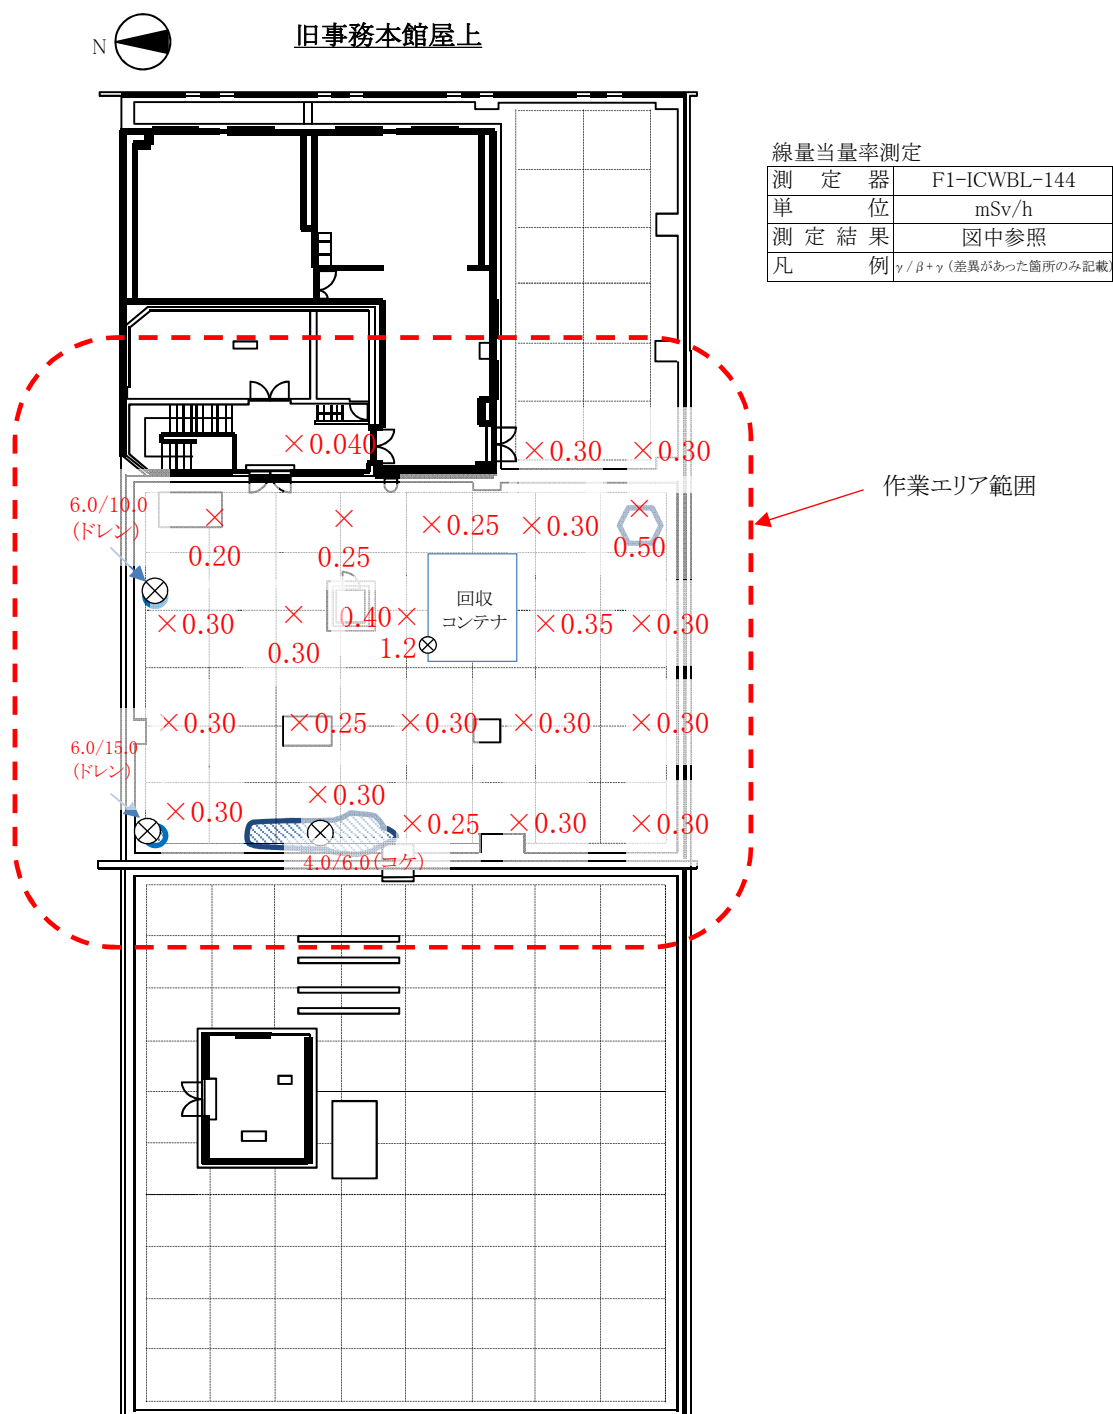 旧事務本館屋上
N
線量当量率測定
測定器 F1-ICWBL-144
単位 mSv/h
測定結果 図中参照
凡例 γ/β+γ (差異があった箇所のみ記載)
作業エリア範囲
×0.040
×0.30
×0.30
6.0/10.0
(ドレン)
×
0.20
×
0.25
×0.25
×0.30
×
0.50
回収
コンテナ
×0.30
×
0.30
0.40×
1.2
×0.35
×0.30
×0.30
×0.25
×0.30
×0.30
×0.30
6.0/15.0
(ドレン)
×0.30
×0.30
×0.25
×0.30
×0.30
4.0/6.0(コケ)